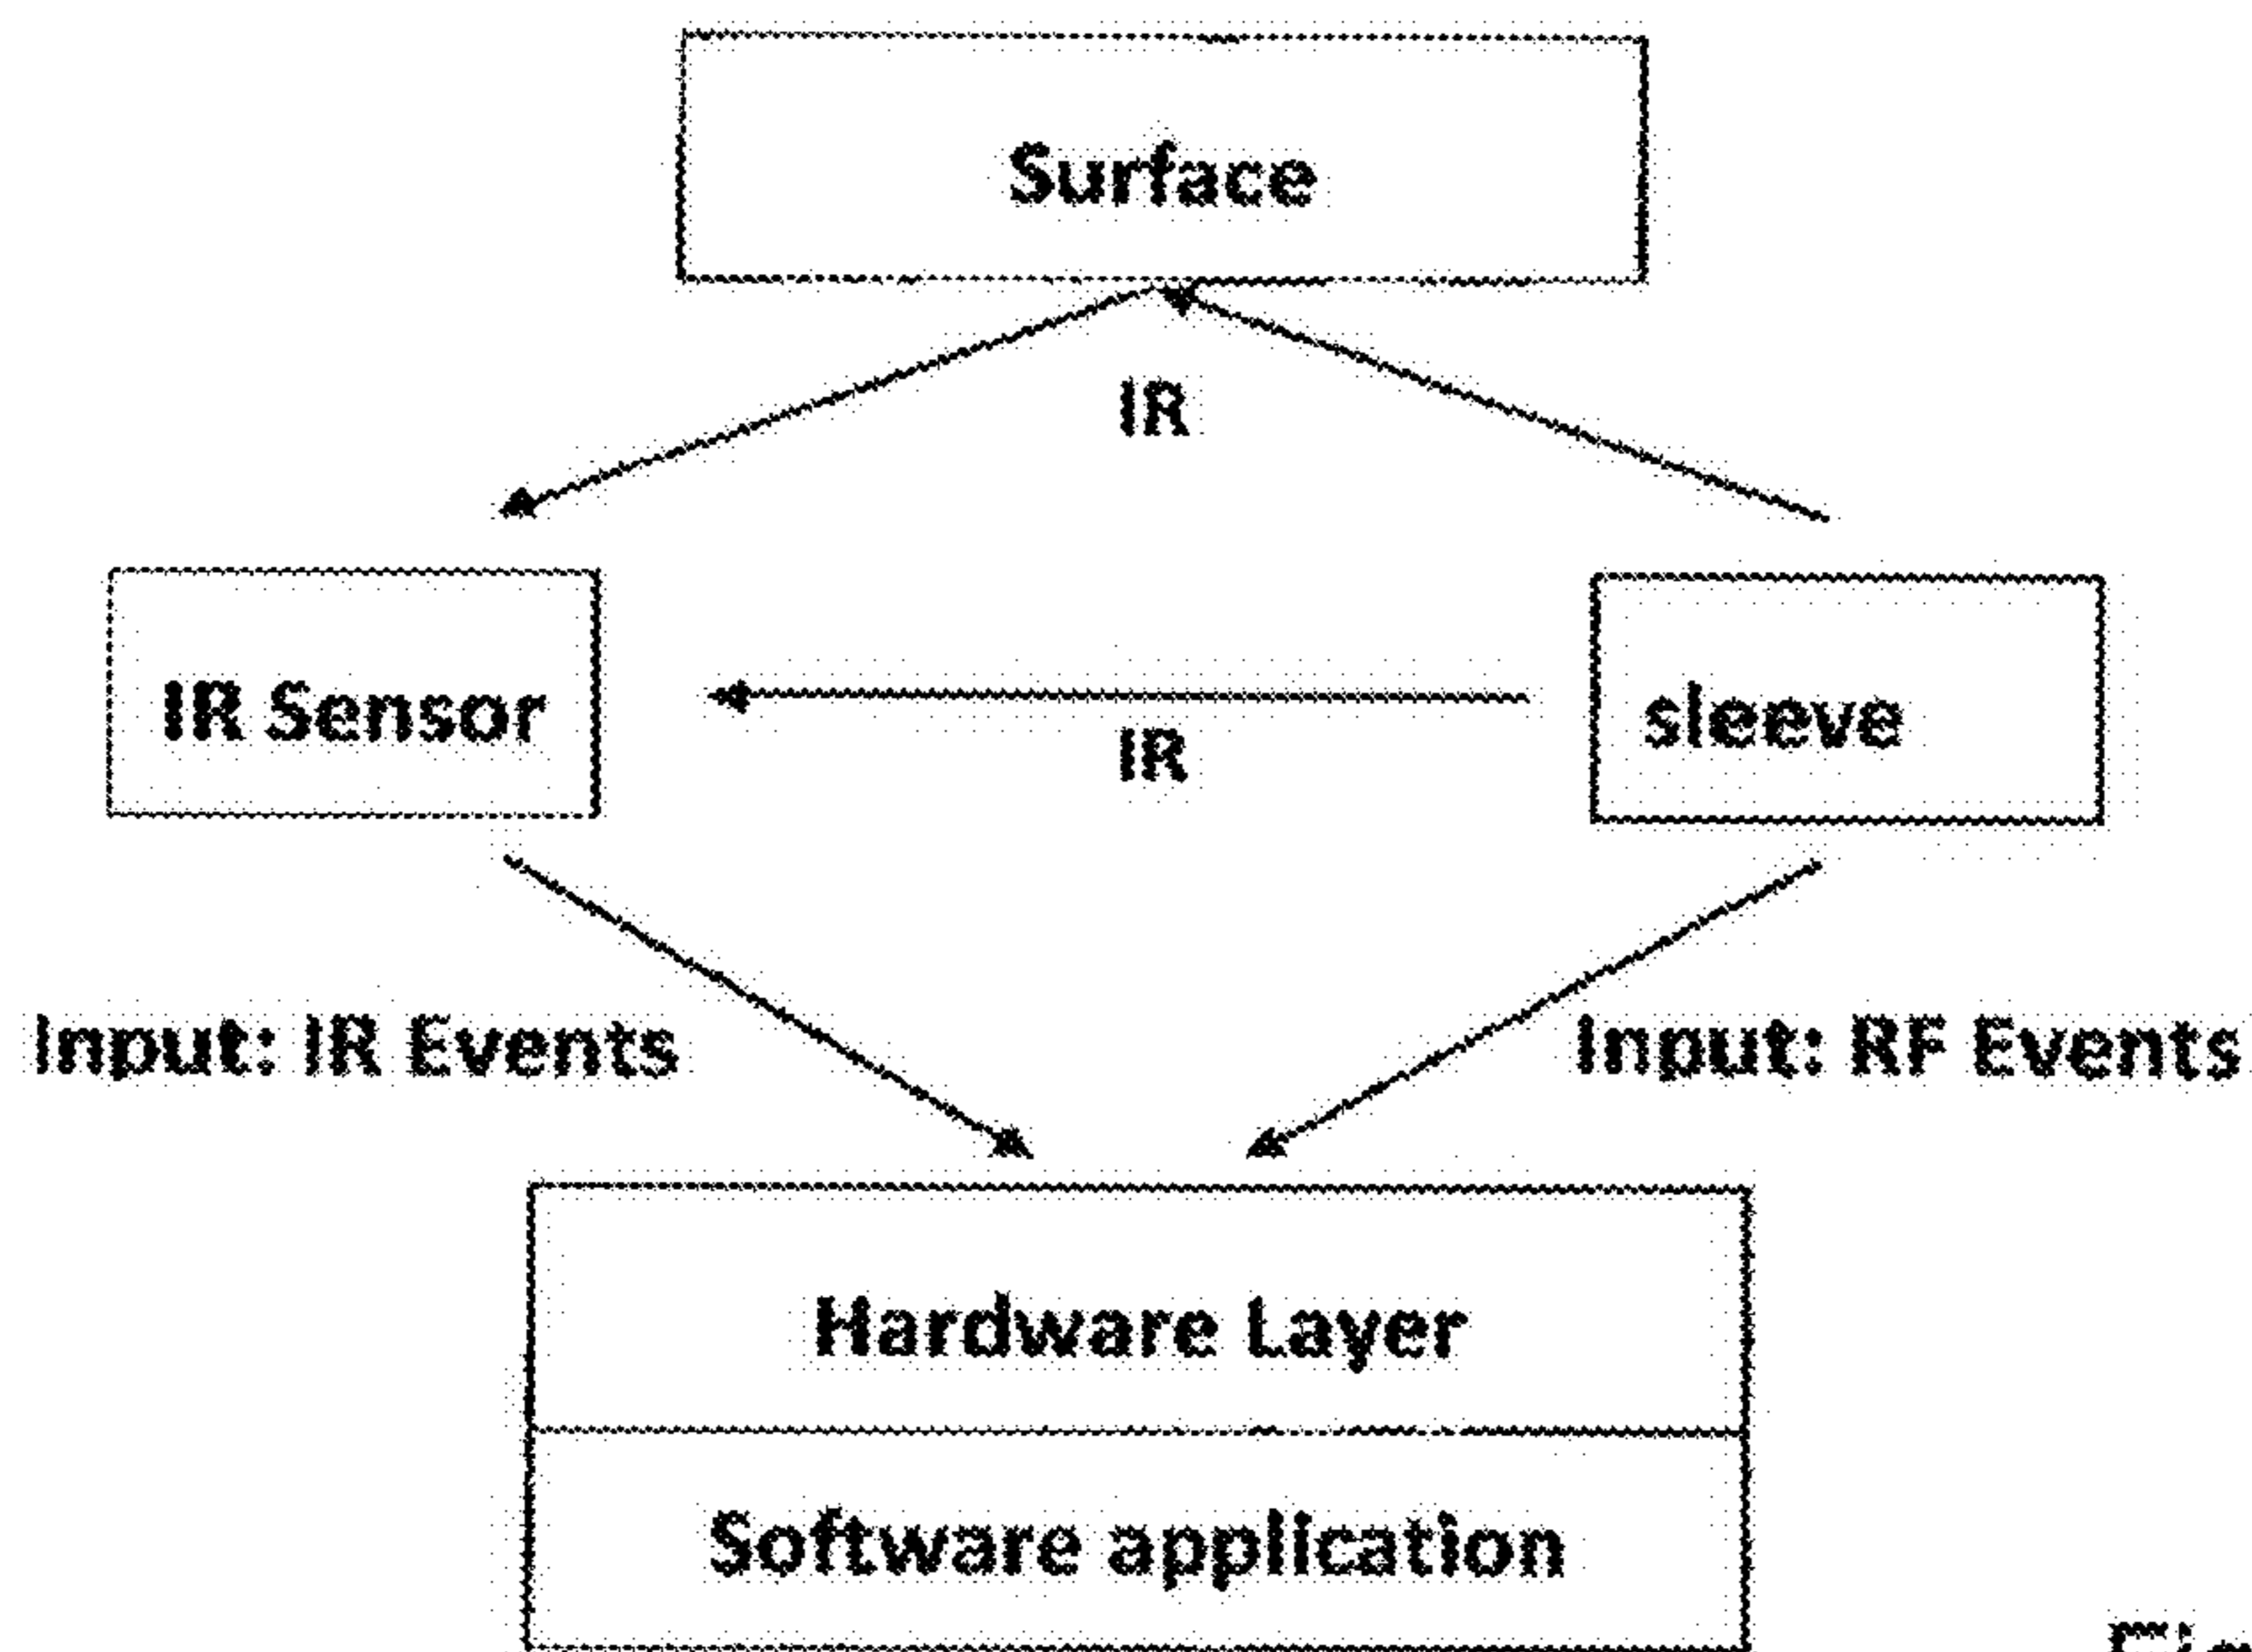 Surface
IR
IR Sensor
sleeve
IR
Input: IR Events
Input: RF Events
Hardware Layer
Software application